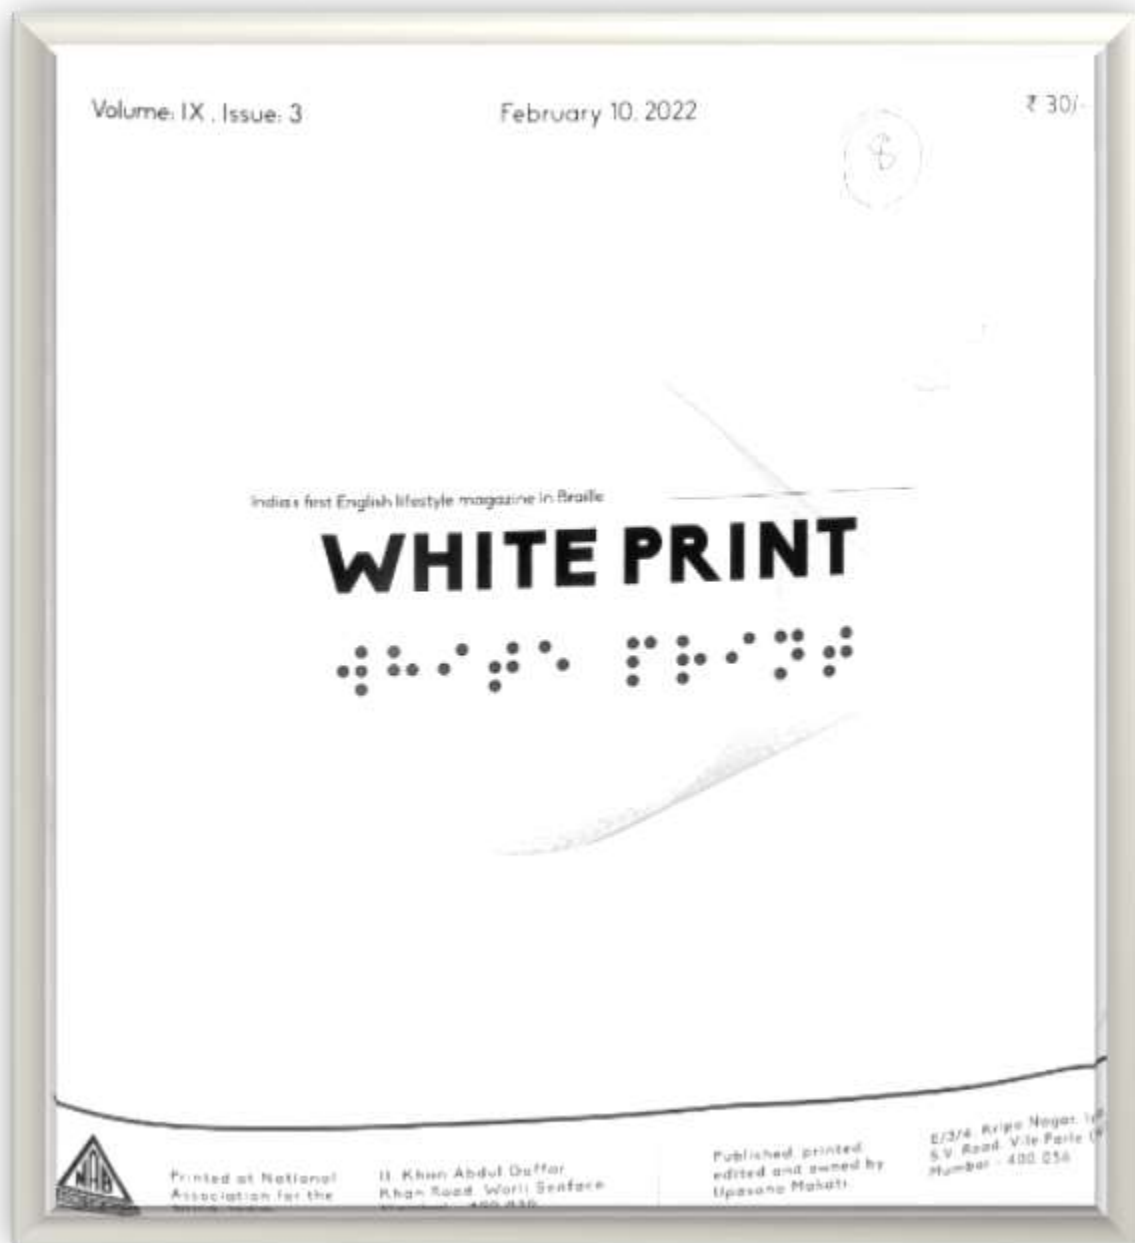 Volume: IX, Issue: 3
February 10, 2022
₹ 30/-
India's first English lifestyle magazine in Braille
WHITE PRINT
⠺⠓⠊⠞⠑ ⠏⠗⠊⠝⠞
NAB
Printed at National
Association for the
11, Khan Abdul Gaffar
Khan Road, Worli Seaface
Published, printed,
edited and owned by
Upasana Makati
E/3/4, Kripa Nagar,
S.V. Road, Vile Parle
Mumbai - 400 056